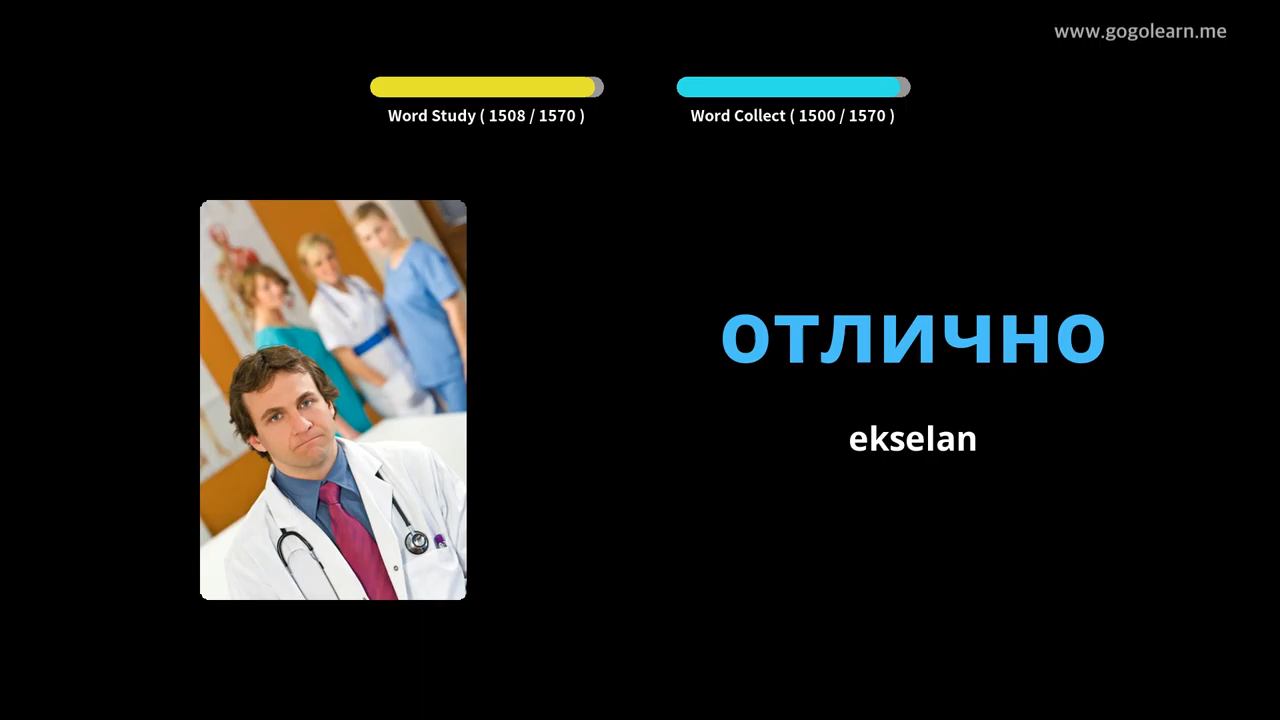 www.gogolearn.me
Word Study ( 1508 / 1570 )
Word Collect ( 1500 / 1570 )
отлично
ekselan